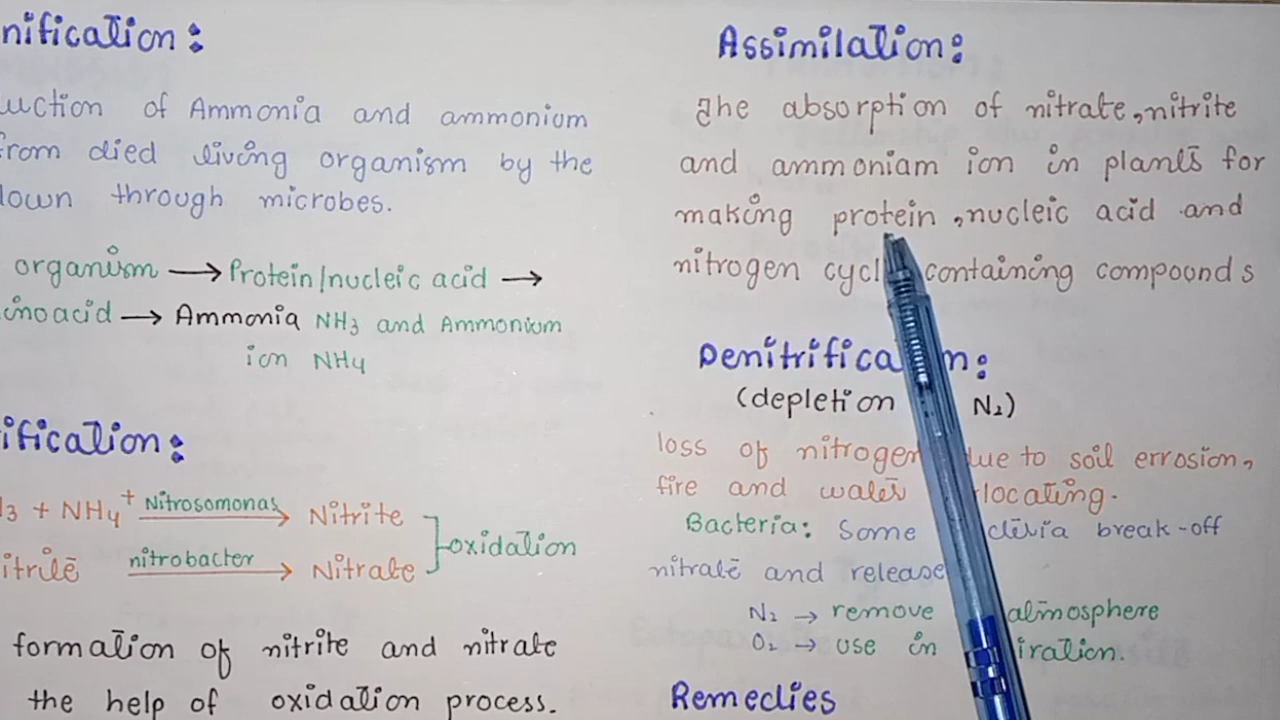 nification:
uction of Ammonia and ammonium
from died living organism by the
down through microbes.
organism → Protein/nucleic acid →
inoacid → Ammonia NH3 and Ammonium
ion NH4
ification:
3 + NH4+ Nitrosomonas → Nitrite
itrite nitrobacter → Nitrate
oxidation
formation of nitrite and nitrate
the help of oxidation process.
Assimilation:
The absorption of nitrate, nitrite
and ammoniam ion in plants for
making protein, nucleic acid and
nitrogen cycl containing compounds
Denitrifica n:
(depletion N2)
loss of nitrogen due to soil errosion,
fire and water locating.
Bacteria: Some cteria break-off
nitrate and release
N2 → remove atmosphere
O2 → use in iration.
Remedies